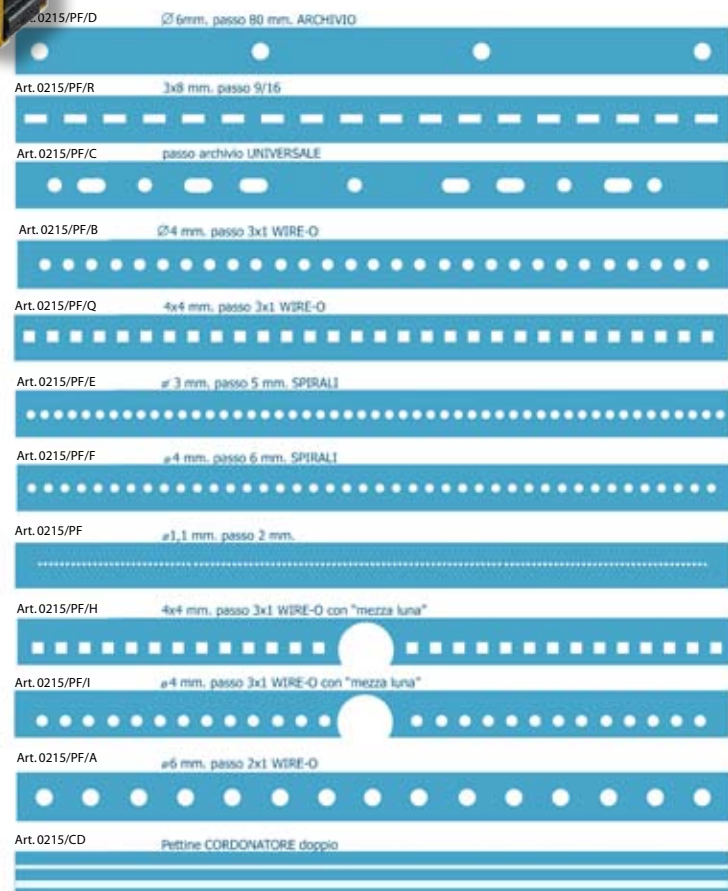 0215/PF/D Ø 6mm, passo 80 mm. ARCHIVIO
Art. 0215/PF/R 3x8 mm. passo 9/16
Art. 0215/PF/C passo archivio UNIVERSALE
Art. 0215/PF/B Ø4 mm. passo 3x1 WIRE-O
Art. 0215/PF/Q 4x4 mm. passo 3x1 WIRE-O
Art. 0215/PF/E ø 3 mm. passo 5 mm. SPIRALI
Art. 0215/PF/F ø4 mm. passo 6 mm. SPIRALI
Art. 0215/PF ø1,1 mm. passo 2 mm.
Art. 0215/PF/H 4x4 mm. passo 3x1 WIRE-O con "mezza luna"
Art. 0215/PF/I ø4 mm. passo 3x1 WIRE-O con "mezza luna"
Art. 0215/PF/A ø6 mm. passo 2x1 WIRE-O
Art. 0215/CD Pettine CORDONATORE doppio